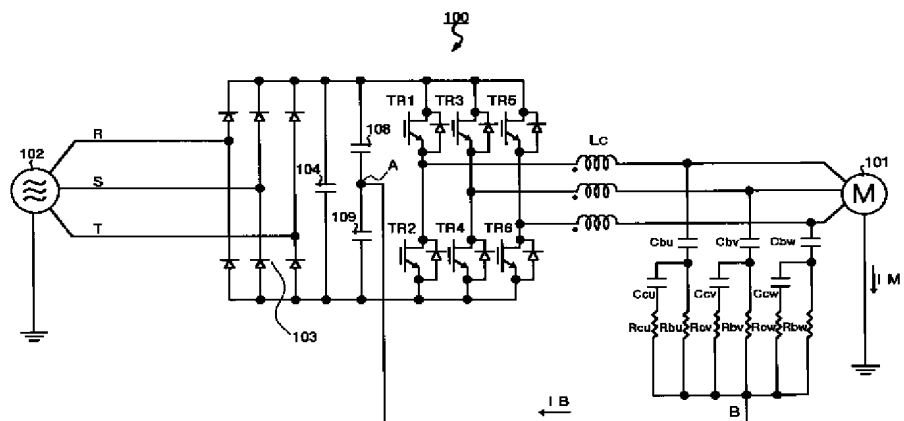 100
TR1 TR3 TR5
108
Lc
R
102
A
101
104
S
M
109
T
TR2 TR4 TR6
Cbu Cbv Cbw
I M
Ccu Ccv Ccw
103
Rcu Rbu Rcv Rbv Rcw Rbw
I B
B